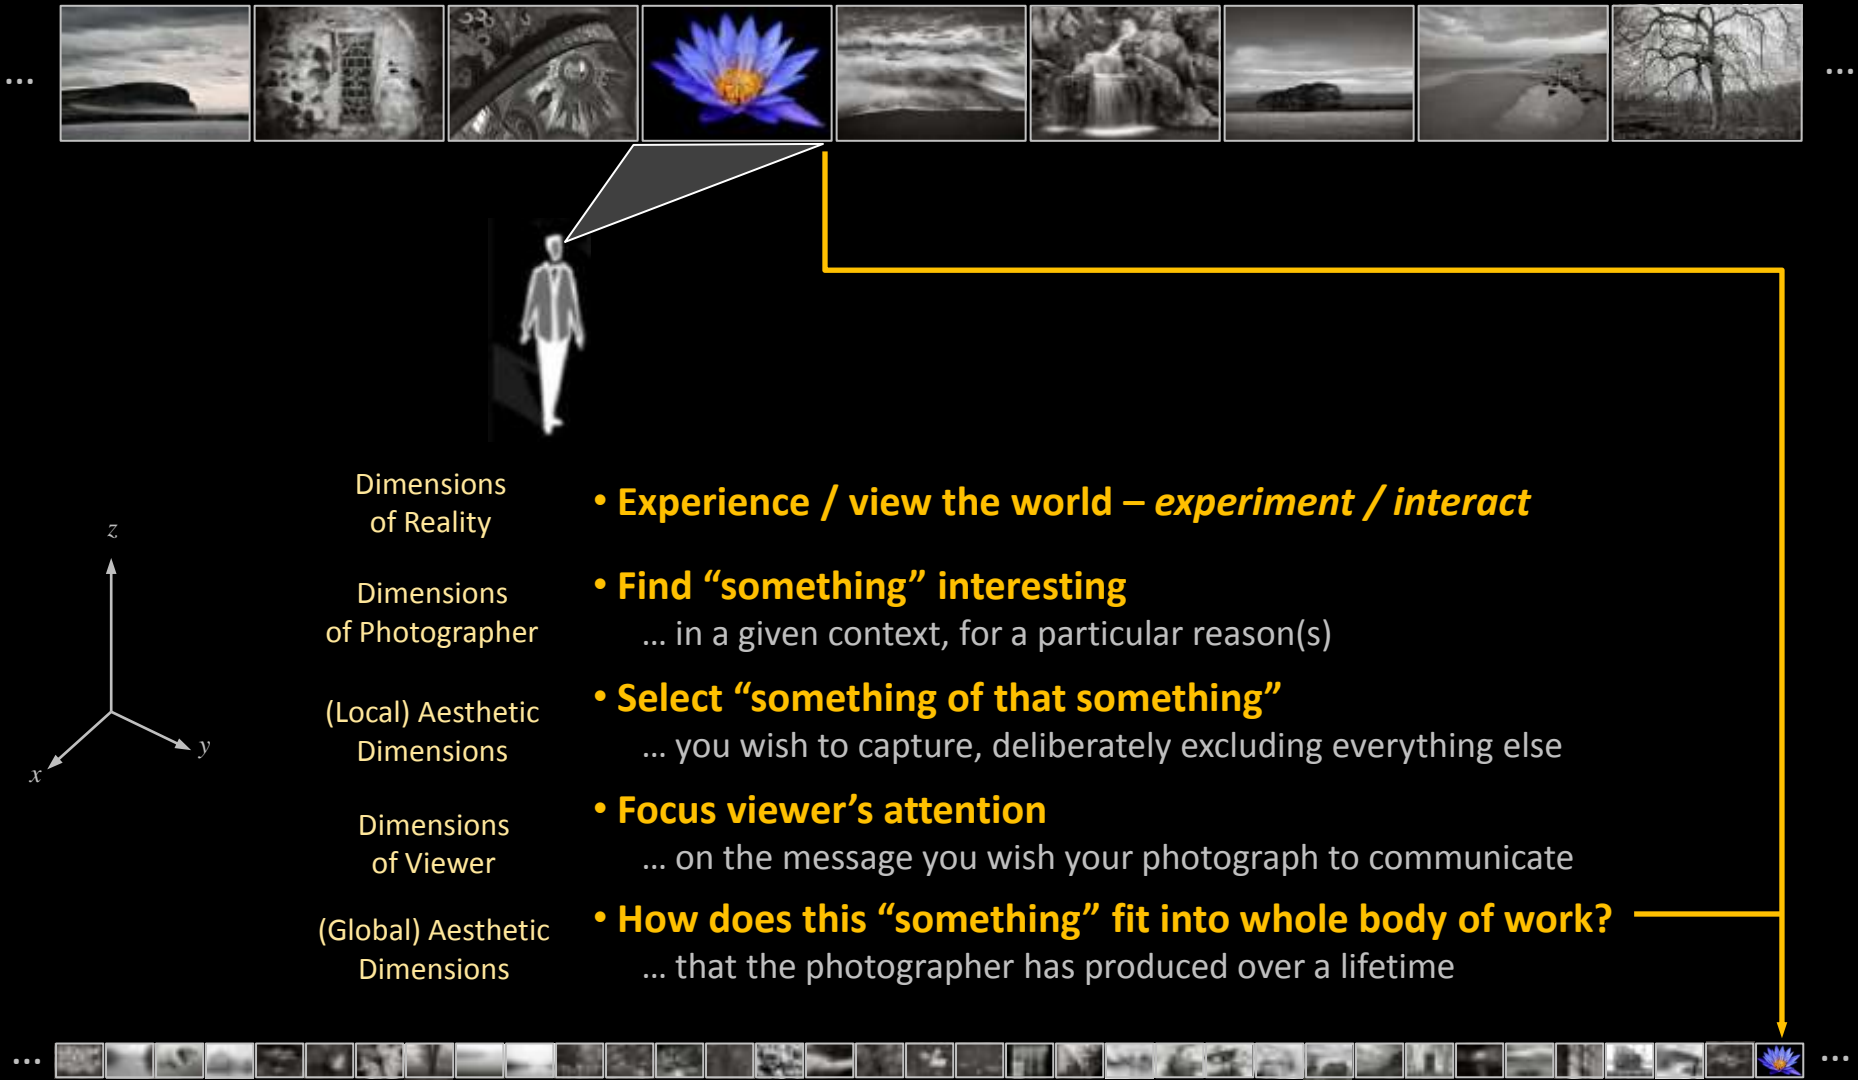 ...
...
Dimensions
of Reality
• Experience / view the world – experiment / interact
z
Dimensions
of Photographer
• Find “something” interesting
... in a given context, for a particular reason(s)
(Local) Aesthetic
Dimensions
• Select “something of that something”
... you wish to capture, deliberately excluding everything else
y
x
Dimensions
of Viewer
• Focus viewer’s attention
... on the message you wish your photograph to communicate
(Global) Aesthetic
Dimensions
• How does this “something” fit into whole body of work?
... that the photographer has produced over a lifetime
...
...